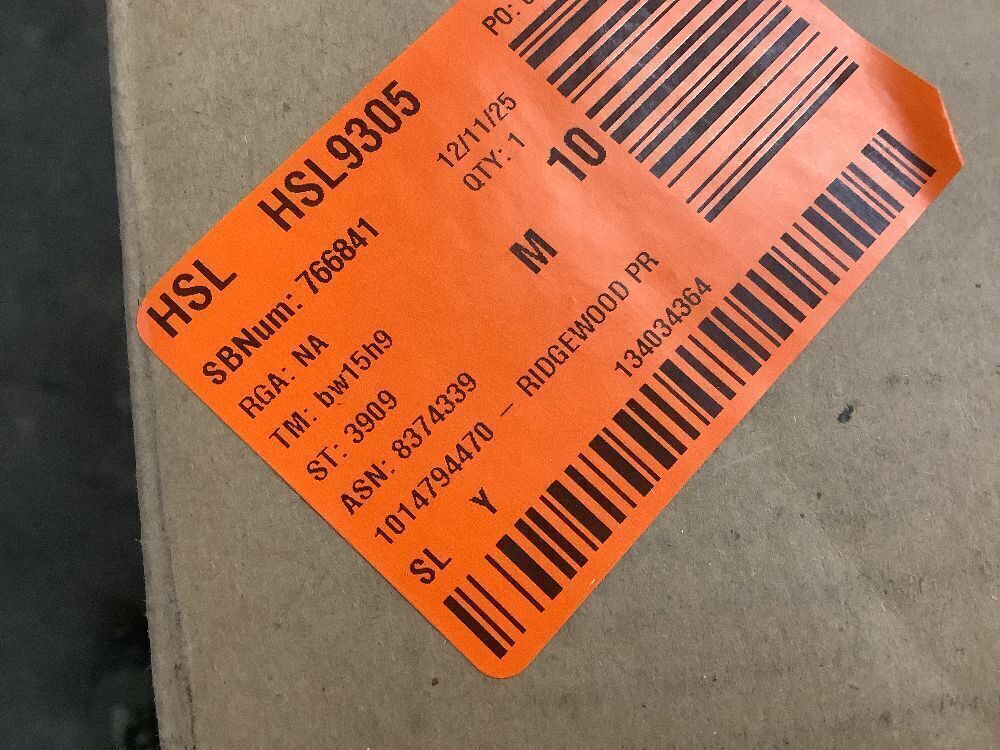 HSL HSL9305 PO:
SBNum: 766841 12/11/25
RGA: NA QTY: 1
TM: bw15h9 10
ST: 3909 M
ASN: 8374339
1014794470 – RIDGEWOOD PR
SL Y 134034364